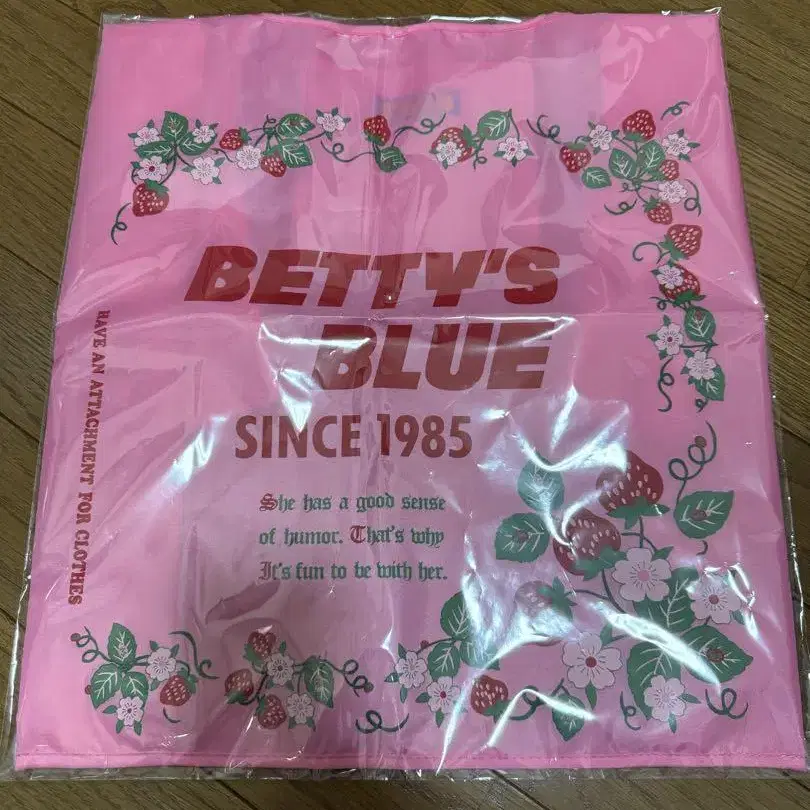 BETTY'S
BLUE
SINCE 1985
She has a good sense
of humor. That's why
It's fun to be with her.
HAVE AN ATTACHMENT FOR CLOTHES